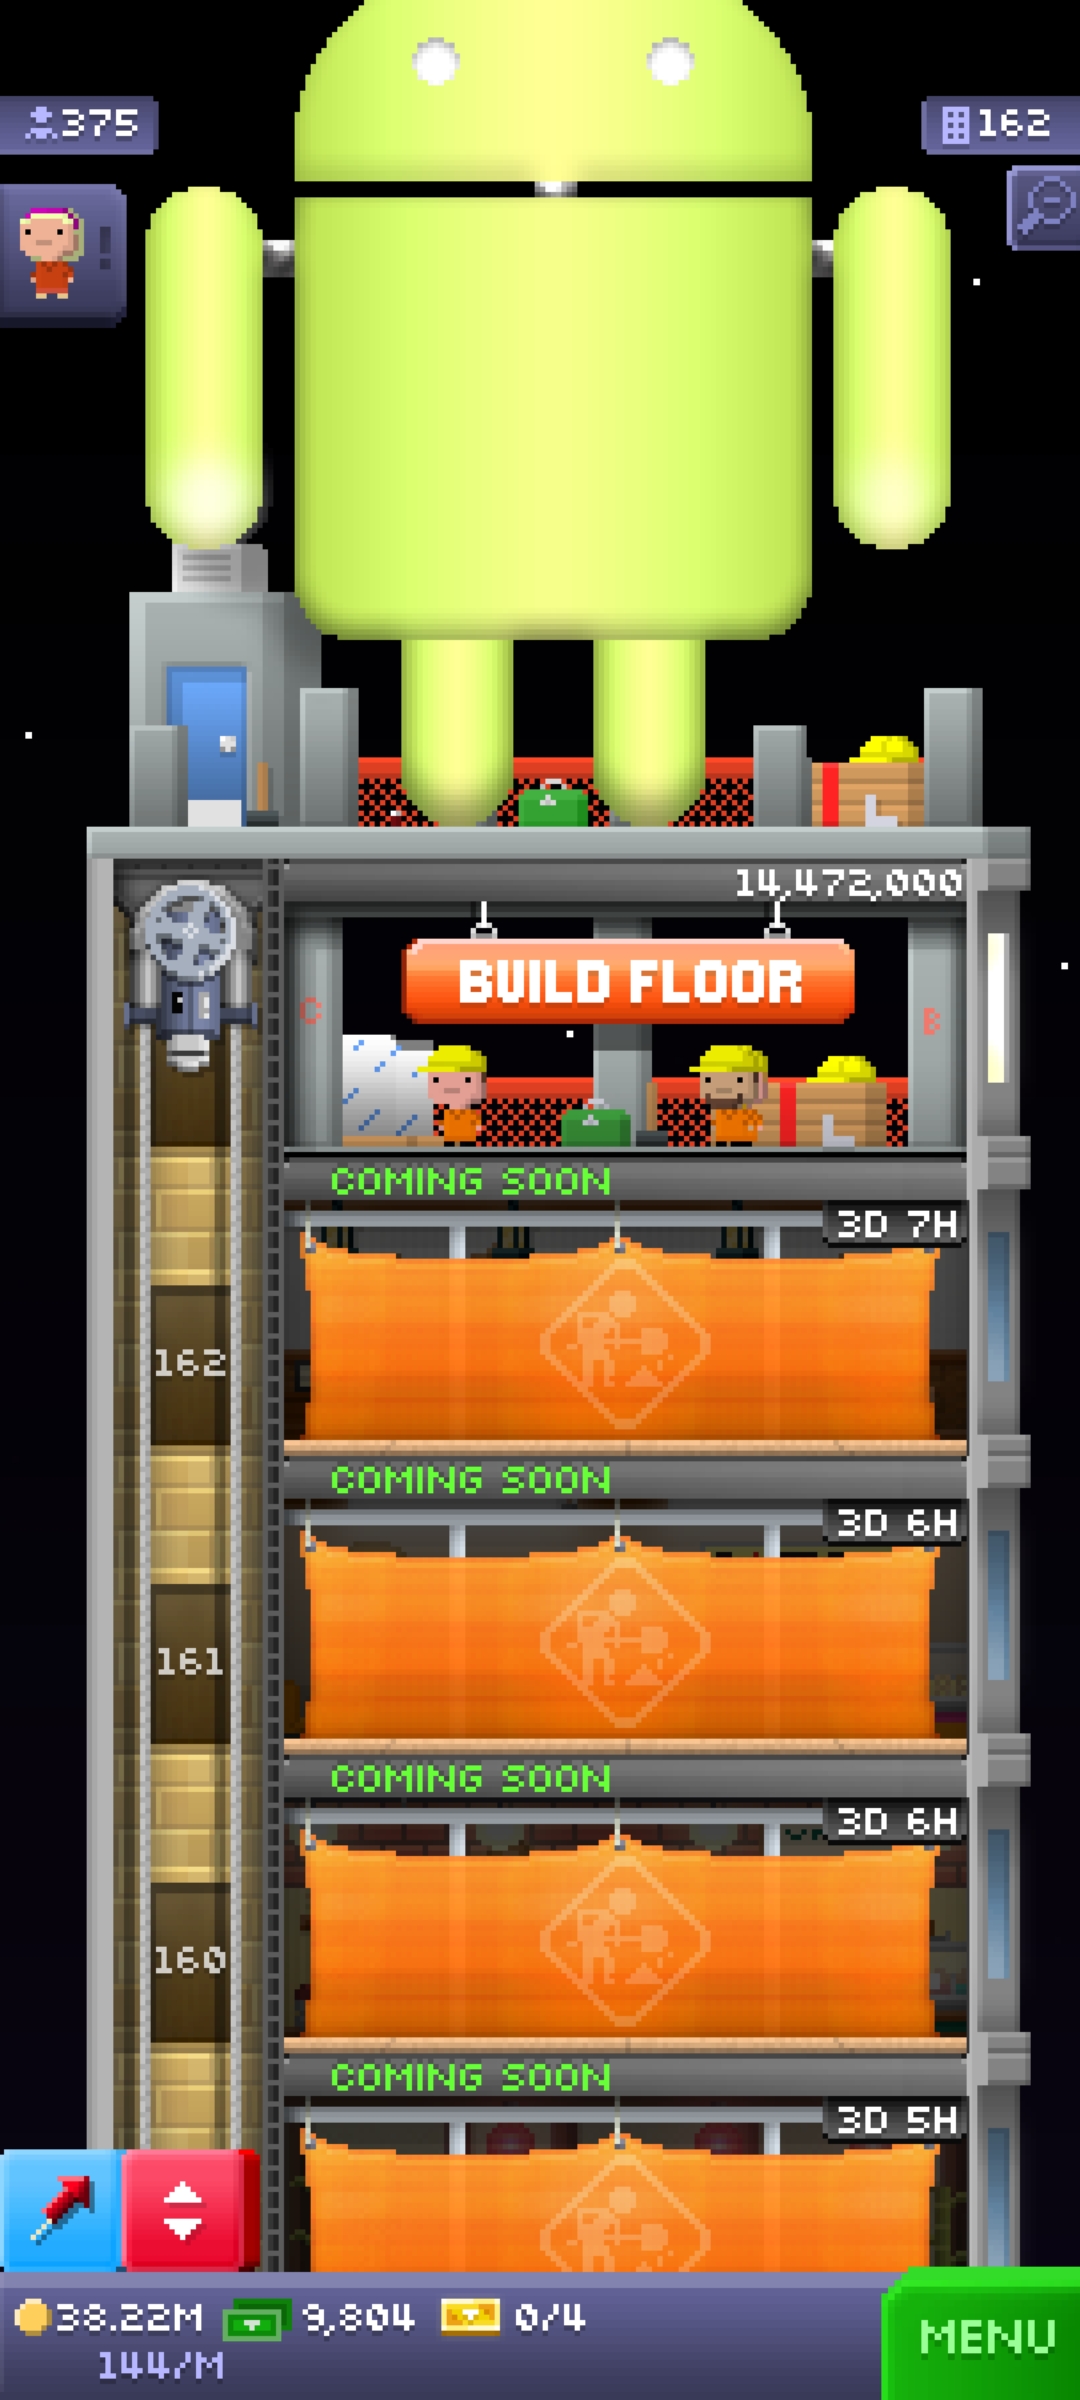 375
162
!
14,472,000
BUILD FLOOR
C
B
COMING SOON
3D 7H
162
COMING SOON
3D 6H
161
COMING SOON
3D 6H
160
COMING SOON
3D 5H
38.22M 9,804 0/4
144/M
MENU